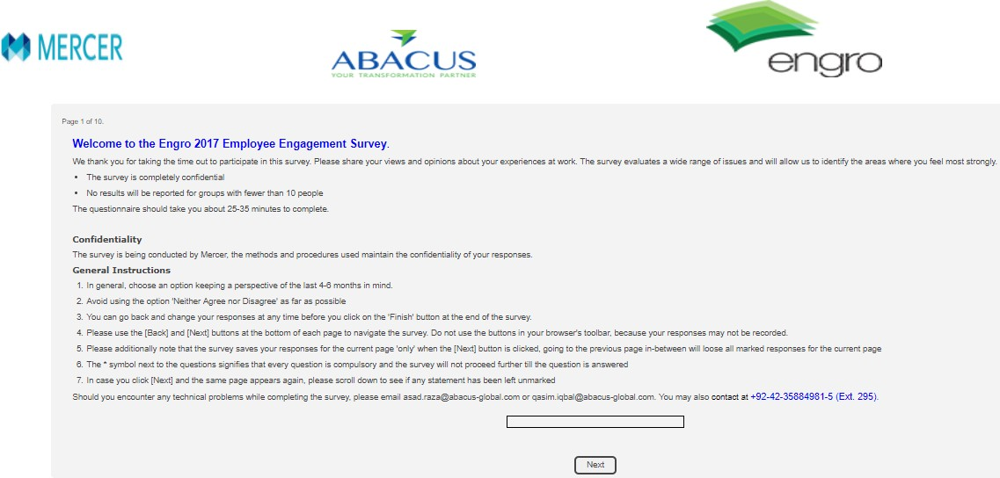 MERCER
ABACUS
YOUR TRANSFORMATION PARTNER
engro
Page 1 of 10.
Welcome to the Engro 2017 Employee Engagement Survey.
We thank you for taking the time out to participate in this survey. Please share your views and opinions about your experiences at work. The survey evaluates a wide range of issues and will allow us to identify the areas where you feel most strongly.
• The survey is completely confidential
• No results will be reported for groups with fewer than 10 people
The questionnaire should take you about 25-35 minutes to complete.
Confidentiality
The survey is being conducted by Mercer, the methods and procedures used maintain the confidentiality of your responses.
General Instructions
1. In general, choose an option keeping a perspective of the last 4-6 months in mind.
2. Avoid using the option 'Neither Agree nor Disagree' as far as possible
3. You can go back and change your responses at any time before you click on the 'Finish' button at the end of the survey.
4. Please use the [Back] and [Next] buttons at the bottom of each page to navigate the survey. Do not use the buttons in your browser's toolbar, because your responses may not be recorded.
5. Please additionally note that the survey saves your responses for the current page 'only' when the [Next] button is clicked, going to the previous page in-between will loose all marked responses for the current page
6. The * symbol next to the questions signifies that every question is compulsory and the survey will not proceed further till the question is answered
7. In case you click [Next] and the same page appears again, please scroll down to see if any statement has been left unmarked
Should you encounter any technical problems while completing the survey, please email asad.raza@abacus-global.com or qasim.iqbal@abacus-global.com. You may also contact at +92-42-35884981-5 (Ext. 295).
Next